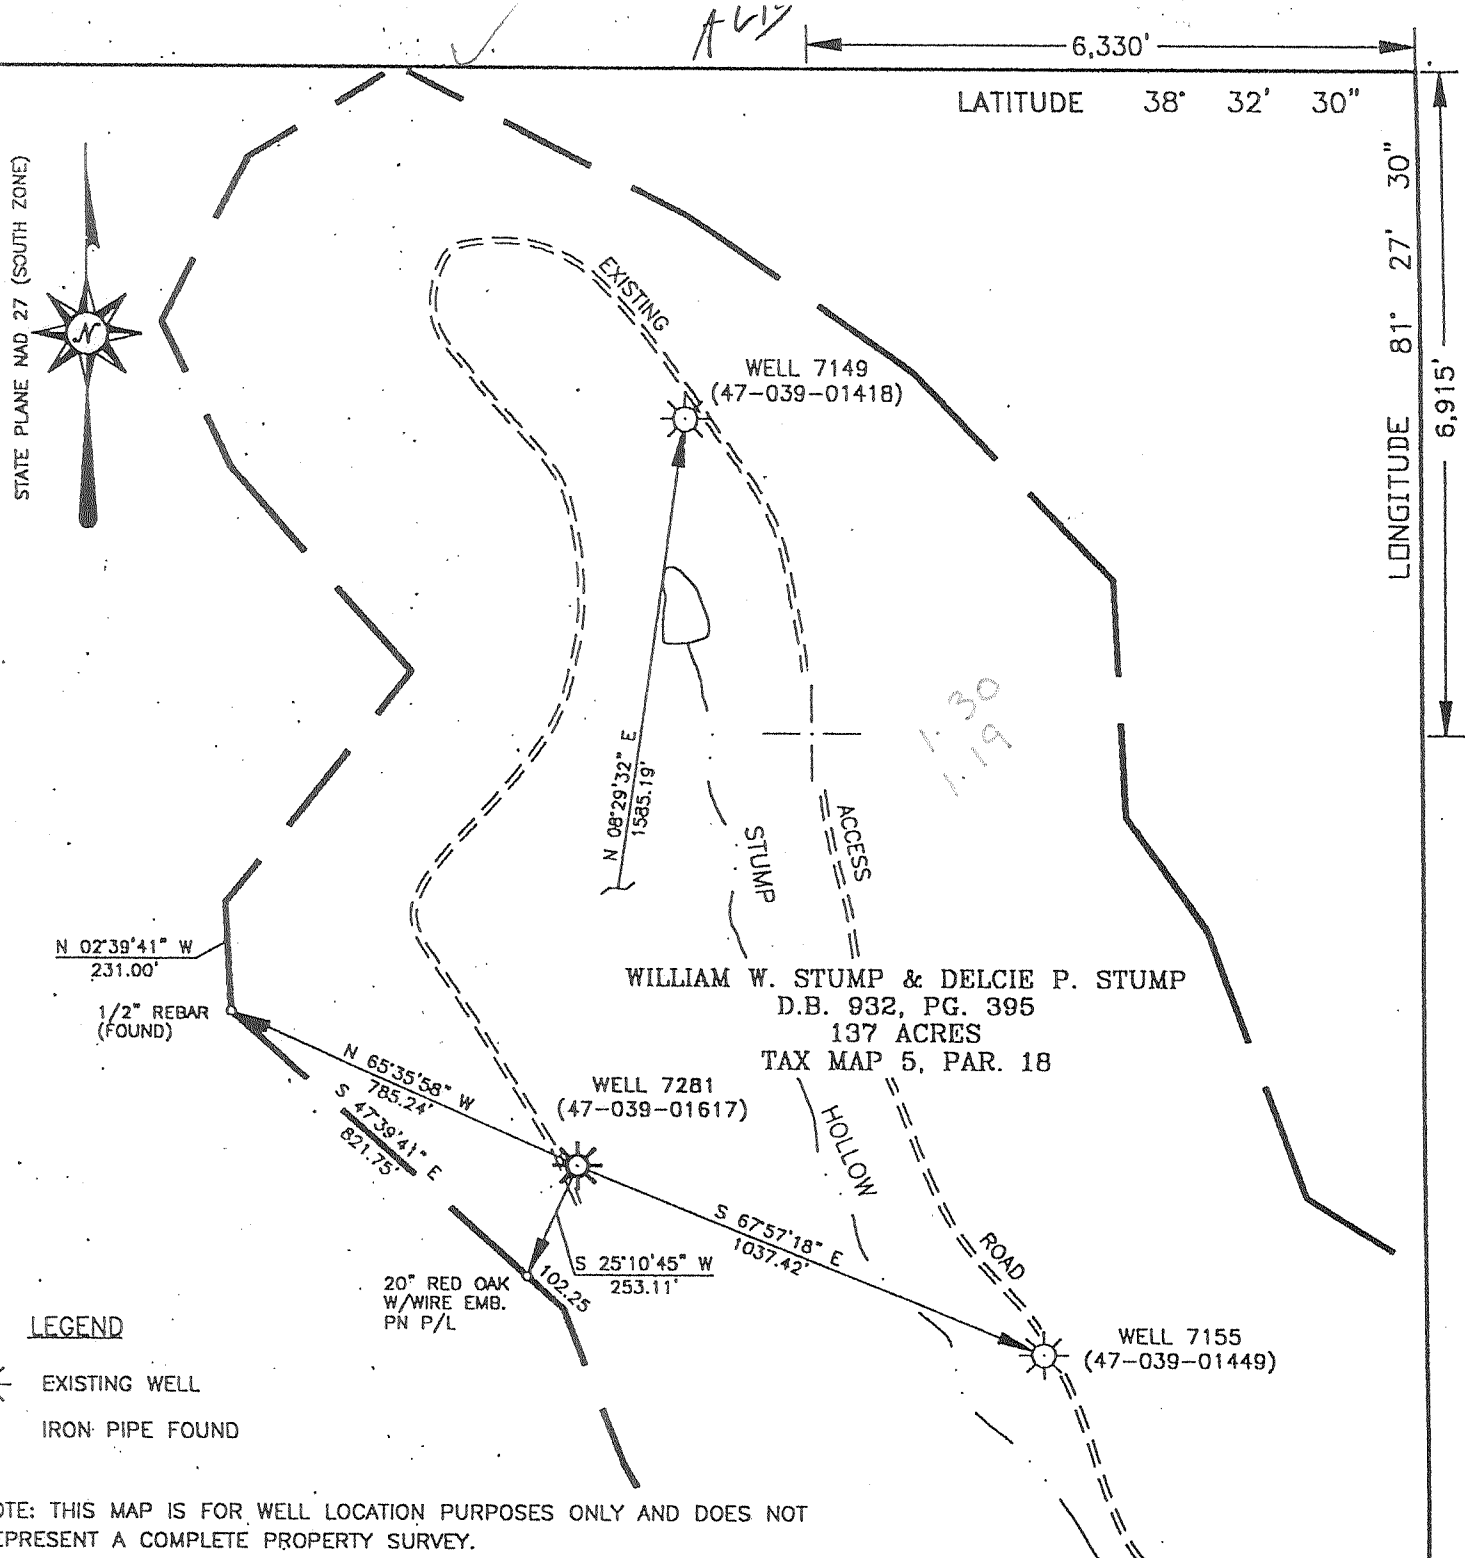 6,330'
LATITUDE 38° 32' 30"
LONGITUDE 81° 27' 30"
6,915'
STATE PLANE NAD 27 (SOUTH ZONE)
N
EXISTING
WELL 7149
(47-039-01418)
1.30
1.19
N 08°29'32" E
1585.19'
STUMP
ACCESS
N 02°39'41" W
231.00'
WILLIAM W. STUMP & DELCIE P. STUMP
D.B. 932, PG. 395
137 ACRES
TAX MAP 5, PAR. 18
1/2" REBAR
(FOUND)
N 65°35'58" W
785.24'
S 47°39'41" E
821.75'
WELL 7281
(47-039-01617)
HOLLOW
S 67°57'18" E
1037.42'
ROAD
S 25°10'45" W
253.11'
102.25
20" RED OAK
W/WIRE EMB.
PN P/L
WELL 7155
(47-039-01449)
LEGEND
EXISTING WELL
IRON PIPE FOUND
OTE: THIS MAP IS FOR WELL LOCATION PURPOSES ONLY AND DOES NOT
EPRESENT A COMPLETE PROPERTY SURVEY.